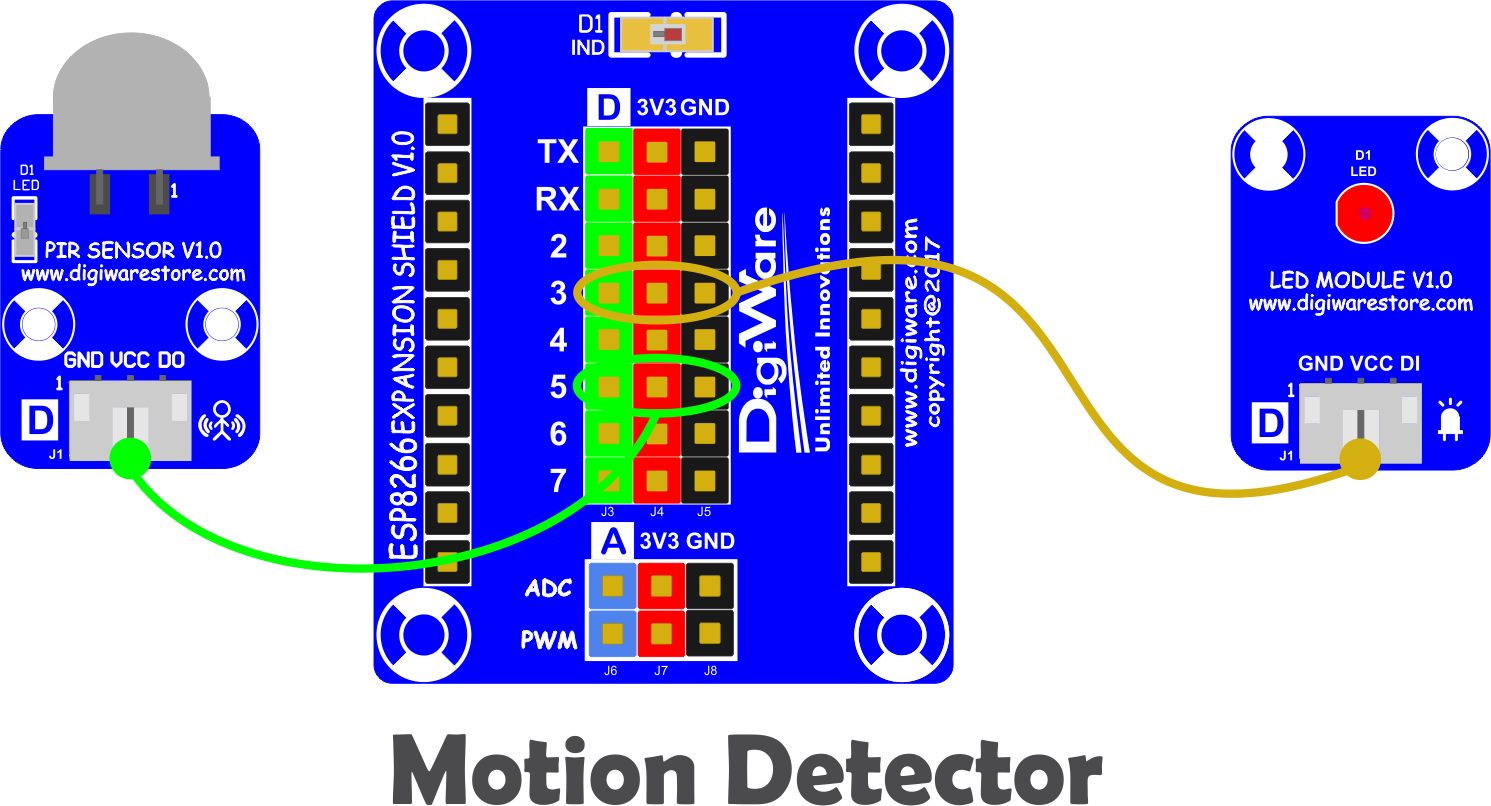 D1
LED
1
PIR SENSOR V1.0
www.digiwarestore.com
GND VCC DO
1
D
J1
D1
IND
D 3V3 GND
TX
RX
2
3
4
5
6
7
J3 J4 J5
A 3V3 GND
ADC
PWM
J6 J7 J8
ESP8266 EXPANSION SHIELD V1.0
DigiWare
Unlimited Innovations
www.digiware.com
copyright@2017
D1
LED
LED MODULE V1.0
www.digiwarestore.com
GND VCC DI
1
D
J1
Motion Detector